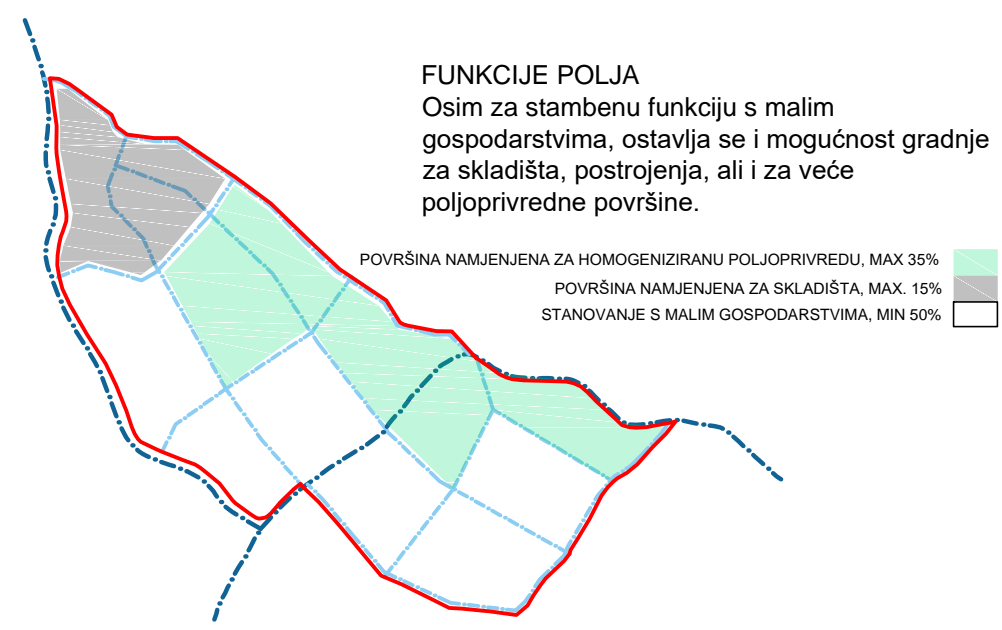 FUNKCIJE POLJA
Osim za stambenu funkciju s malim
gospodarstvima, ostavlja se i mogućnost gradnje
za skladišta, postrojenja, ali i za veće
poljoprivredne površine.
POVRŠINA NAMJENJENA ZA HOMOGENIZIRANU POLJOPRIVREDU, MAX 35%
POVRŠINA NAMJENJENA ZA SKLADIŠTA, MAX. 15%
STANOVANJE S MALIM GOSPODARSTVIMA, MIN 50%